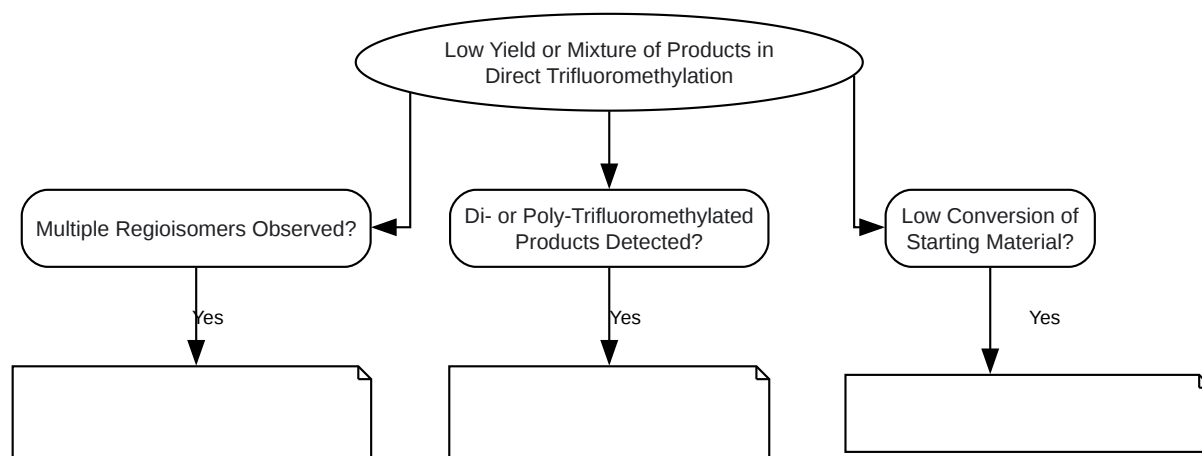 Low Yield or Mixture of Products in
Direct Trifluoromethylation
Multiple Regioisomers Observed?
Di- or Poly-Trifluoromethylated
Products Detected?
Low Conversion of
Starting Material?
Yes
Yes
Yes